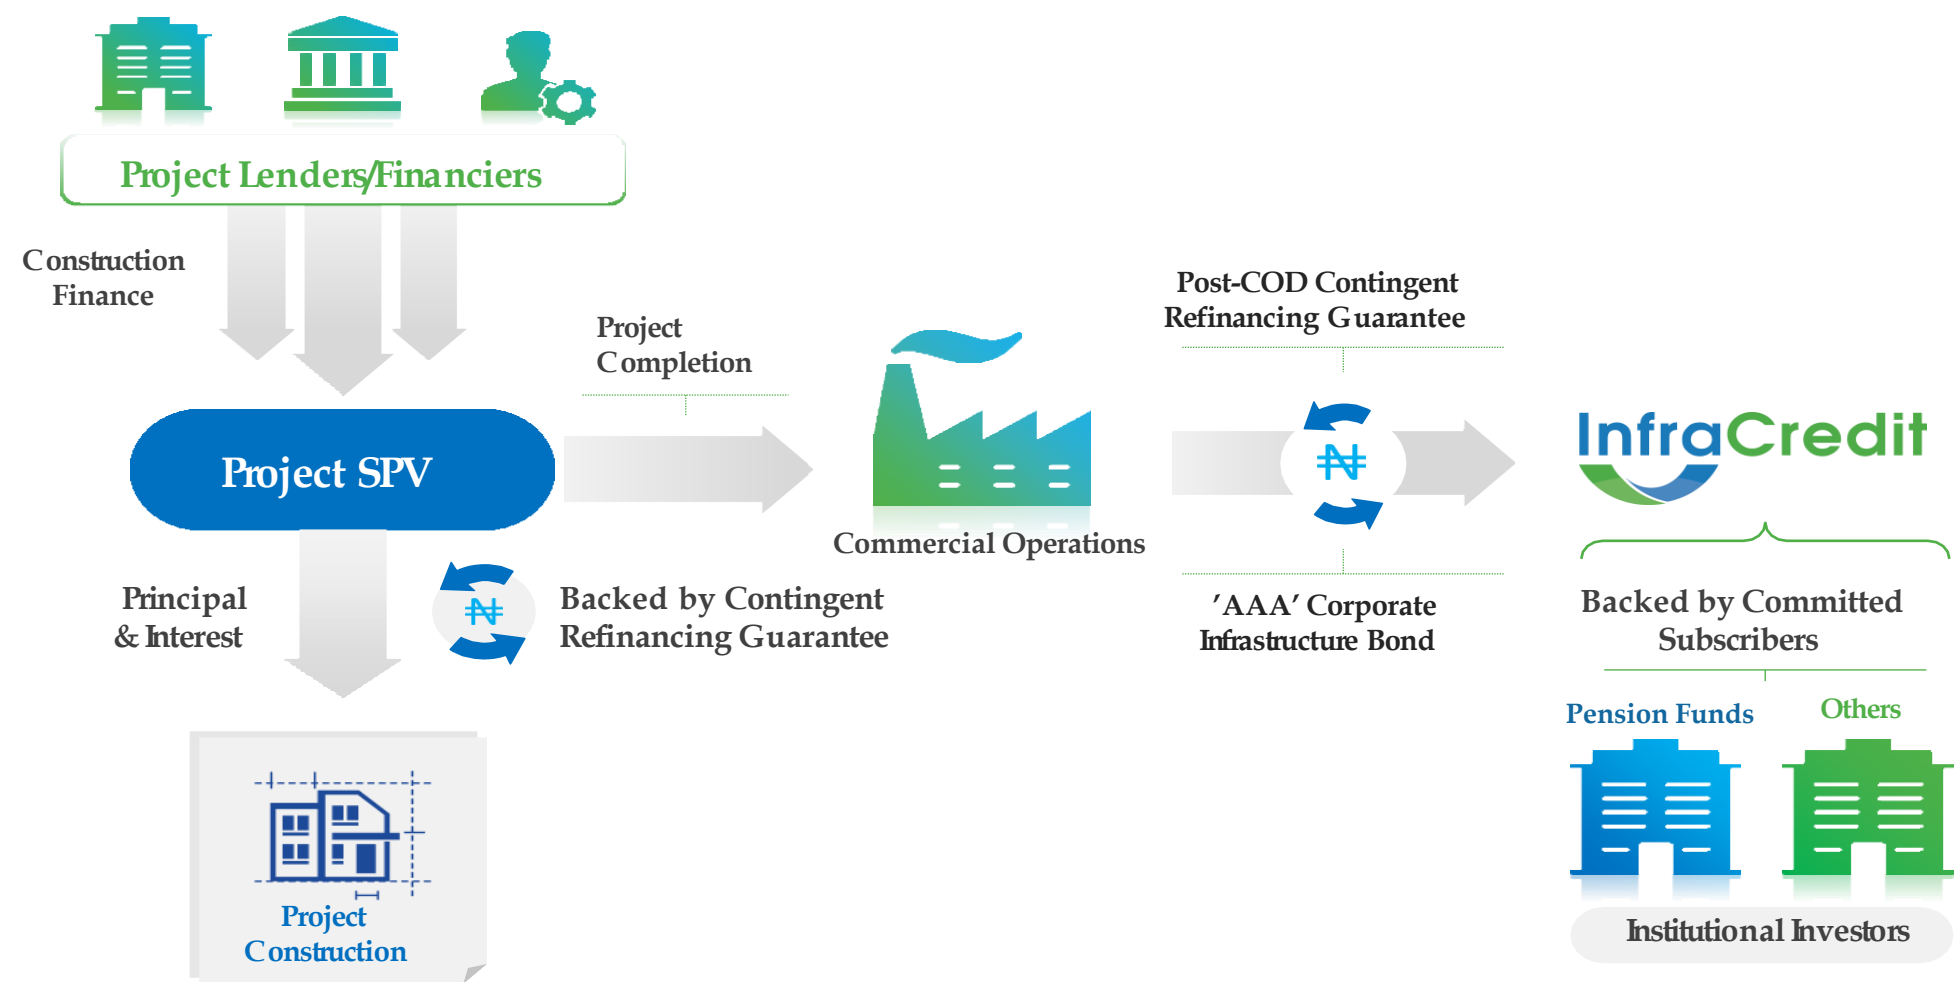 Project Lenders/Financiers
Construction
Finance
Project
Completion
Post-COD Contingent
Refinancing Guarantee
InfraCredit
Project SPV
₦
Commercial Operations
Principal
& Interest
₦
Backed by Contingent
Refinancing Guarantee
’AAA’ Corporate
Infrastructure Bond
Backed by Committed
Subscribers
Pension Funds
Others
Institutional Investors
Project
Construction